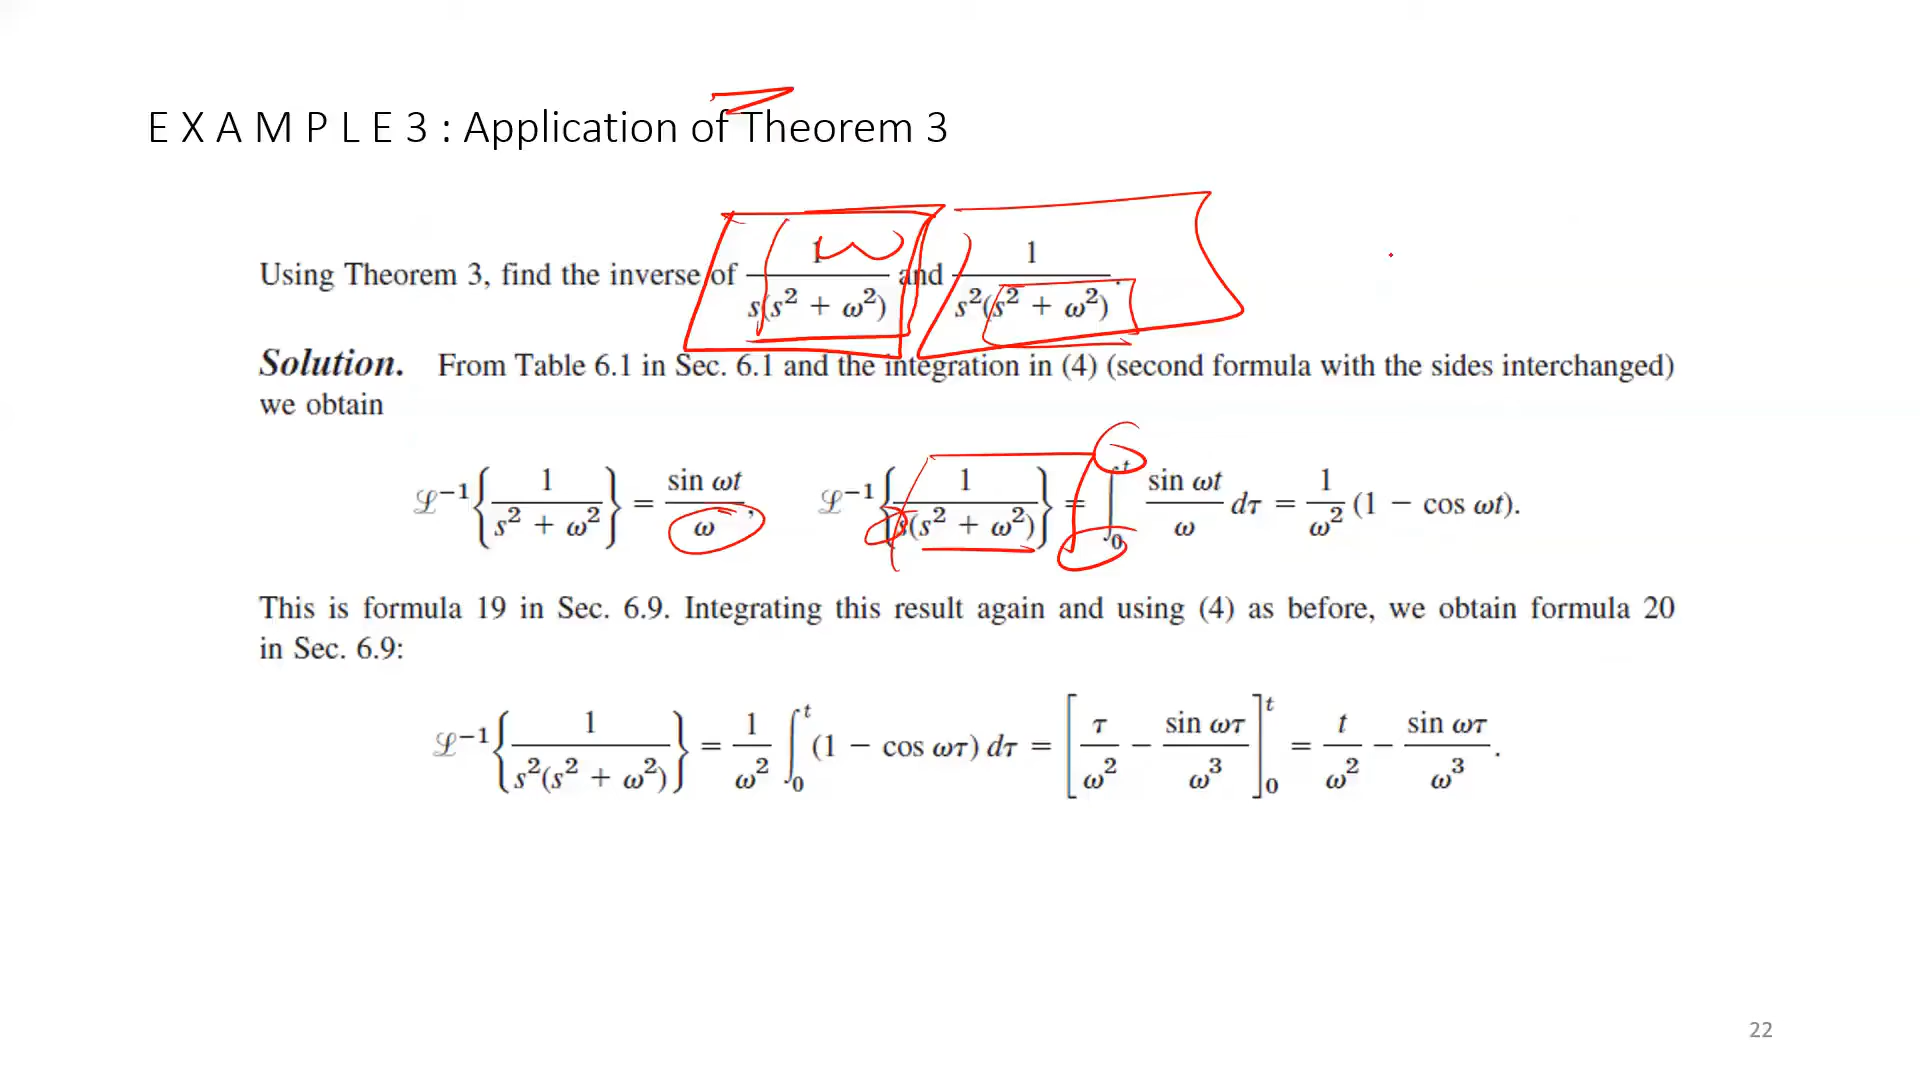 E X A M P L E 3 : Application of Theorem 3
Using Theorem 3, find the inverse of 1/(s(s² + ω²)) and 1/(s²(s² + ω²)).
ω
Solution. From Table 6.1 in Sec. 6.1 and the integration in (4) (second formula with the sides interchanged)
we obtain
ℒ⁻¹{1/(s² + ω²)} = sin ωt/ω, ℒ⁻¹{1/(s(s² + ω²))} = ∫₀ᵗ sin ωt/ω dτ = 1/ω² (1 − cos ωt).
This is formula 19 in Sec. 6.9. Integrating this result again and using (4) as before, we obtain formula 20
in Sec. 6.9:
ℒ⁻¹{1/(s²(s² + ω²))} = 1/ω² ∫₀ᵗ (1 − cos ωτ) dτ = [τ/ω² − sin ωτ/ω³]₀ᵗ = t/ω² − sin ωτ/ω³.
22